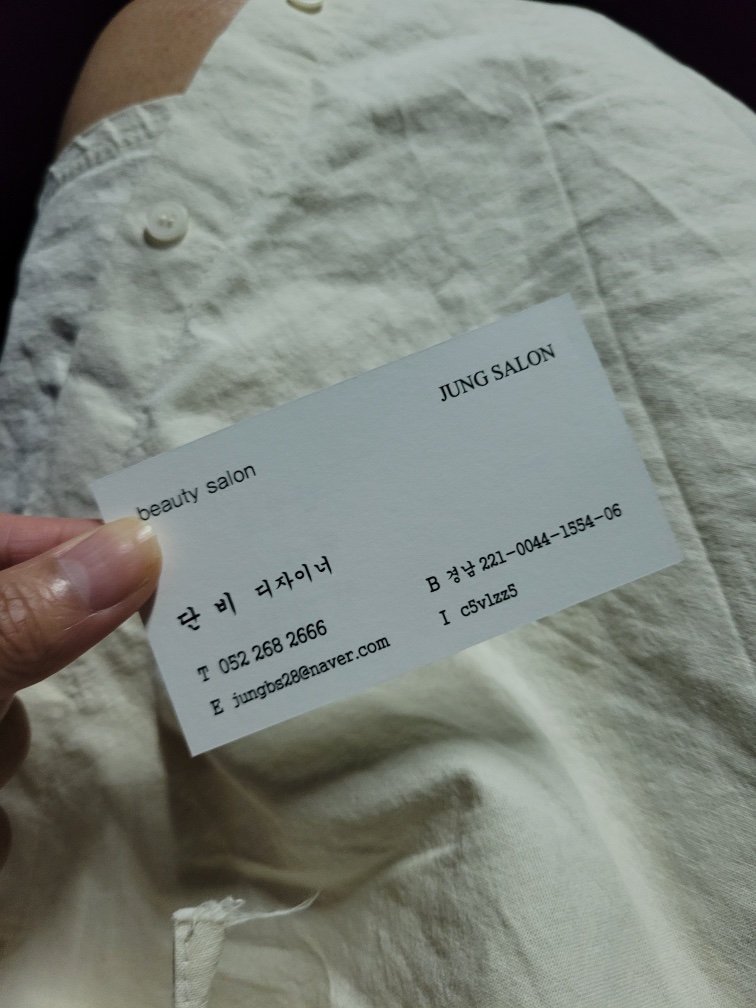 JUNG SALON
beauty salon
단 비 디자이너
T 052 268 2666
E jungbs28@naver.com
B 경남 221-0044-1554-06
I c5vlzz5